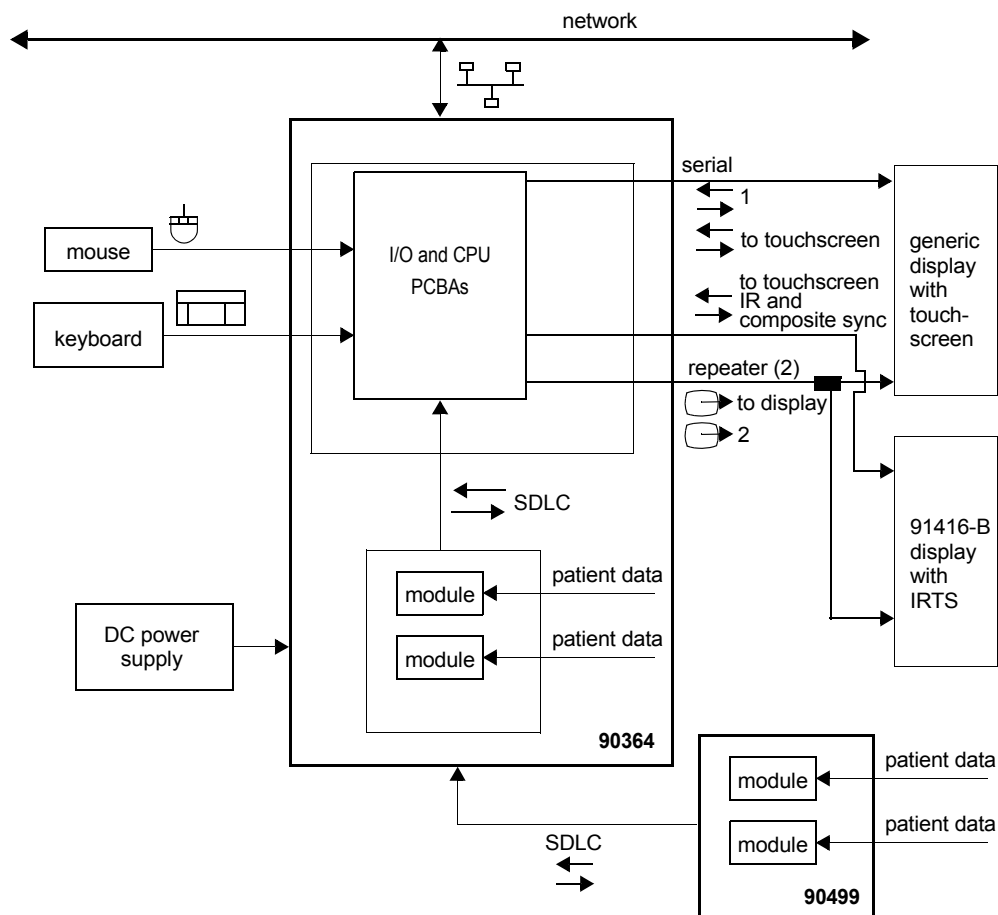 network
serial
1
to touchscreen
to touchscreen
IR and
composite sync
repeater (2)
to display
2
mouse
keyboard
I/O and CPU
PCBAs
generic
display
with
touch-
screen
SDLC
91416-B
display
with
IRTS
module
patient data
module
patient data
DC power
supply
90364
module
patient data
module
patient data
SDLC
90499